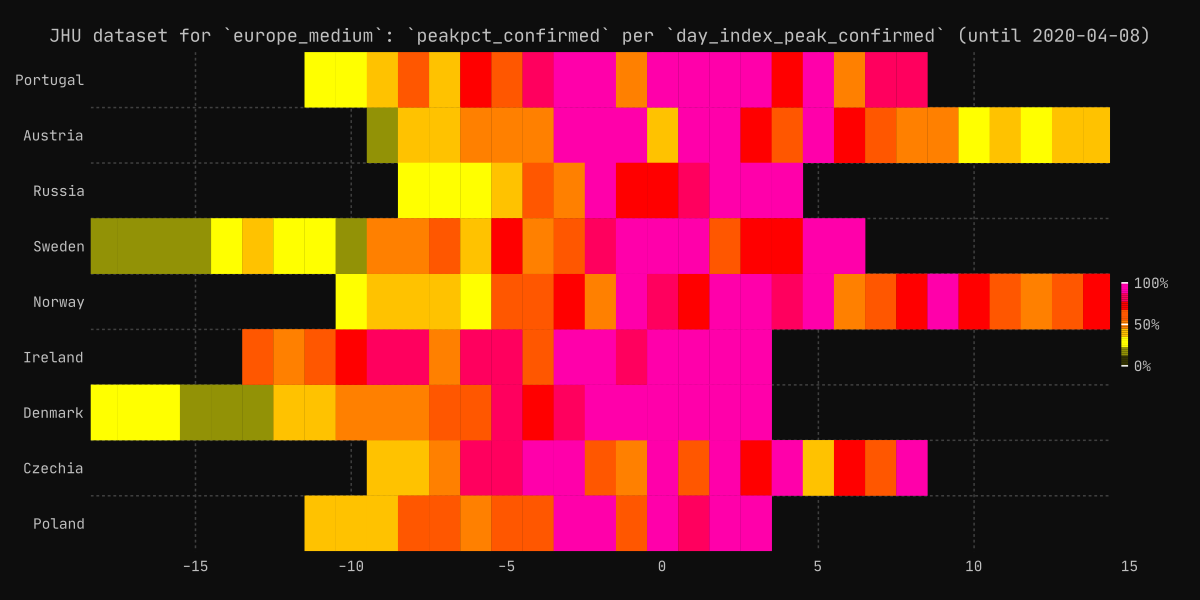 JHU dataset for `europe_medium`: `peakpct_confirmed` per `day_index_peak_confirmed` (until 2020-04-08)
Portugal
Austria
Russia
Sweden
Norway
Ireland
Denmark
Czechia
Poland
100%
50%
0%
-15 -10 -5 0 5 10 15